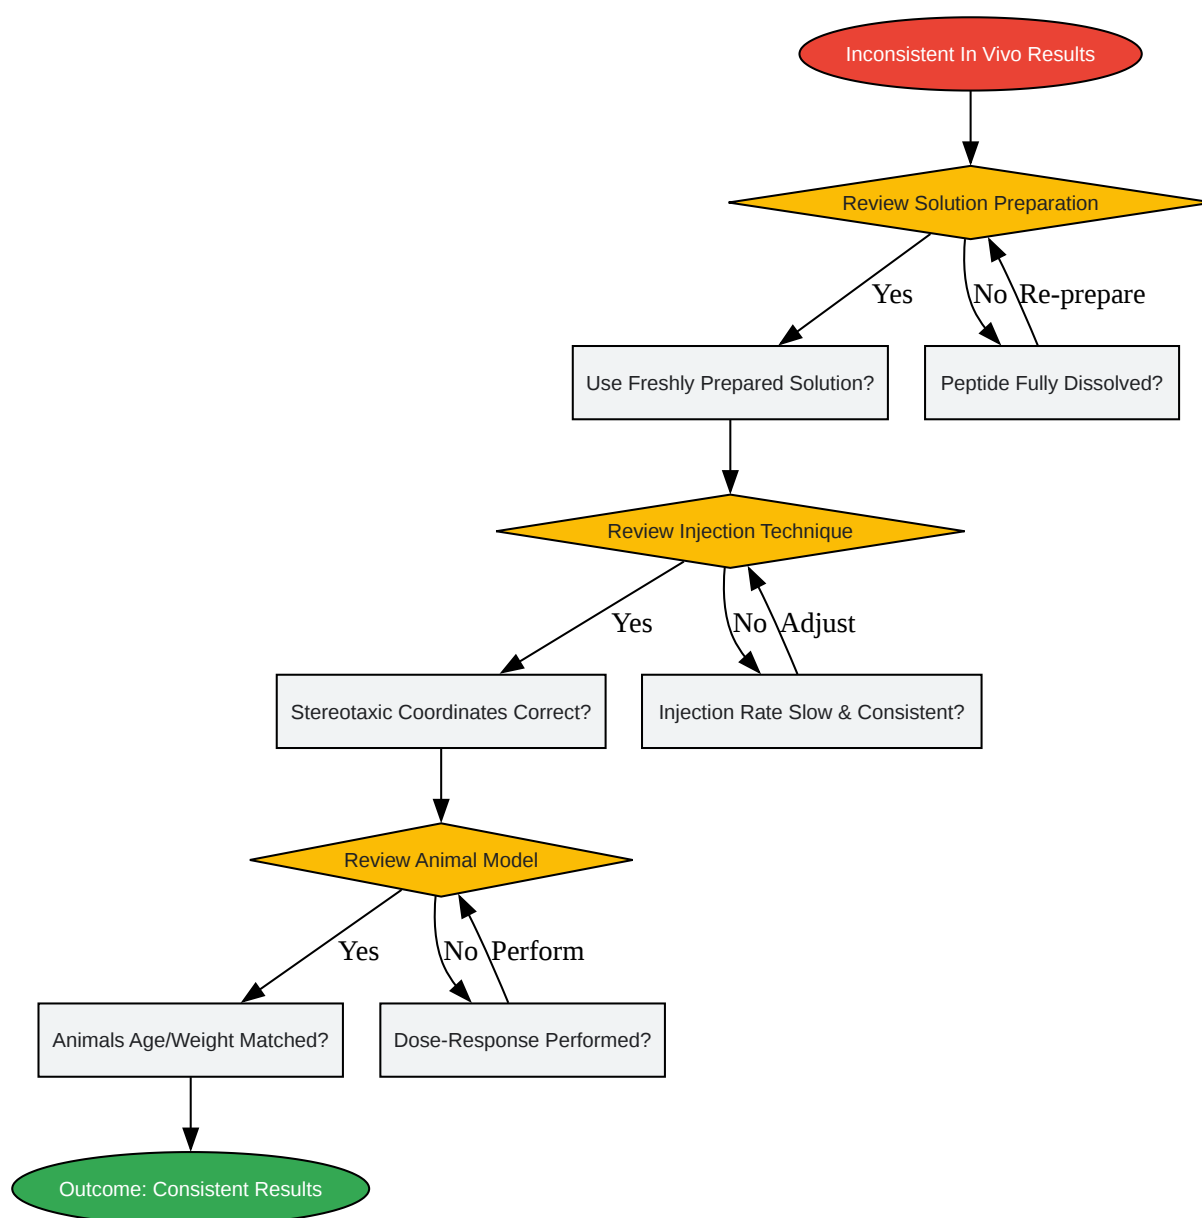 Inconsistent In Vivo Results
Review Solution Preparation
Yes
No
Re-prepare
Use Freshly Prepared Solution?
Peptide Fully Dissolved?
Review Injection Technique
Yes
No
Adjust
Stereotaxic Coordinates Correct?
Injection Rate Slow & Consistent?
Review Animal Model
Yes
No
Perform
Animals Age/Weight Matched?
Dose-Response Performed?
Outcome: Consistent Results